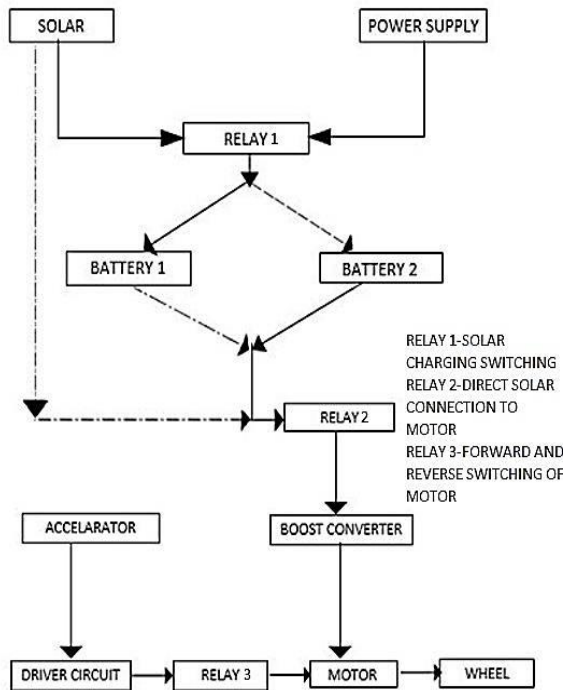 SOLAR
POWER SUPPLY
RELAY 1
BATTERY 1
BATTERY 2
RELAY 1-SOLAR
CHARGING SWITCHING
RELAY 2-DIRECT SOLAR
CONNECTION TO
MOTOR
RELAY 3-FORWARD AND
REVERSE SWITCHING OF
MOTOR
RELAY 2
ACCELARATOR
BOOST CONVERTER
DRIVER CIRCUIT
RELAY 3
MOTOR
WHEEL